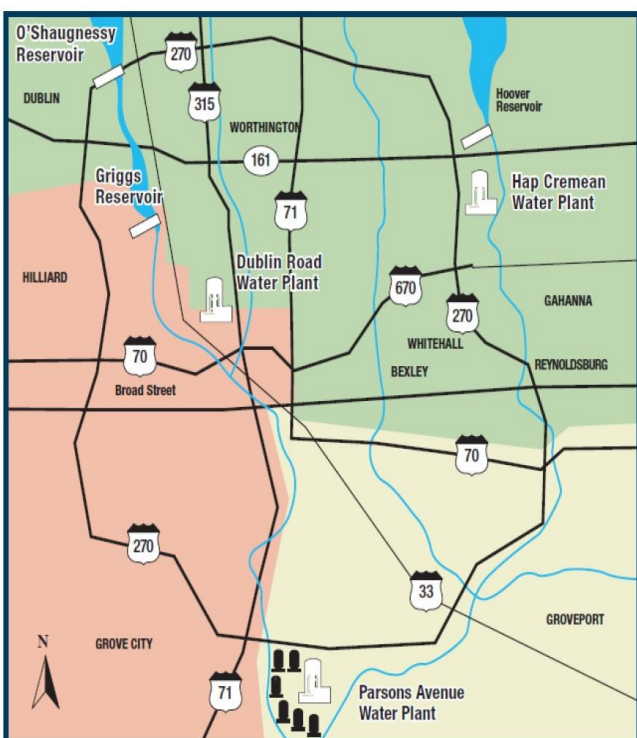 O'Shaugnessy
Reservoir
270
DUBLIN
315
Hoover
Reservoir
WORTHINGTON
161
Griggs
Reservoir
Hap Cremean
Water Plant
71
Dublin Road
Water Plant
HILLIARD
670
270
GAHANNA
WHITEHALL
70
BEXLEY
REYNOLDSBURG
Broad Street
70
270
33
GROVEPORT
N
GROVE CITY
71
Parsons Avenue
Water Plant